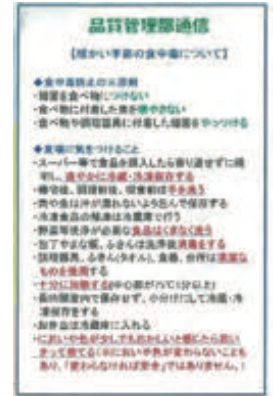 品質管理部通信
【暖かい季節の食中毒について】
◆食中毒防止の三原則
・細菌を食べ物につけない
・食べ物に付着した菌を増やさない
・食べ物や調理器具に付着した細菌をやっつける
◆食場に気をつけること
・スーパー等で食品を購入したら寄り道せずに帰
宅し、速やかに冷蔵・冷凍保存する
・帰宅後、調理前後、喫食前は手を洗う
・肉や魚は汁が漏れないよう包んで保存する
・冷凍食品の解凍は冷蔵庫で行う
・野菜等洗浄が必要な食品はよく洗う
・包丁やまな板、ふきんは洗浄後消毒をする
・調理器具、ふきん(タオル)、食器、台所は清潔な
ものを使用する
・十分に加熱する(中心部が75℃1分以上)
・長時間室内で保存せず、小分けにして冷蔵・冷
凍保存をする
・お弁当は冷蔵庫に入れる
・においや色が少しでもおかしいと感じたら思い
きって捨てる(※においや色が変わらないことも
あり、「変わらなければ安全」ではありません。)